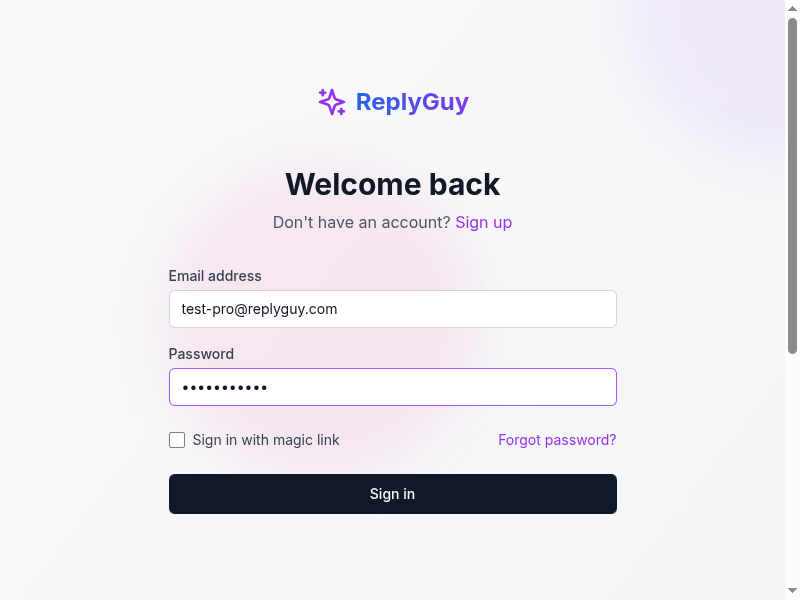 ReplyGuy
Welcome back
Don't have an account? Sign up
Email address
test-pro@replyguy.com
Password
•••••••••••
Sign in with magic link
Forgot password?
Sign in